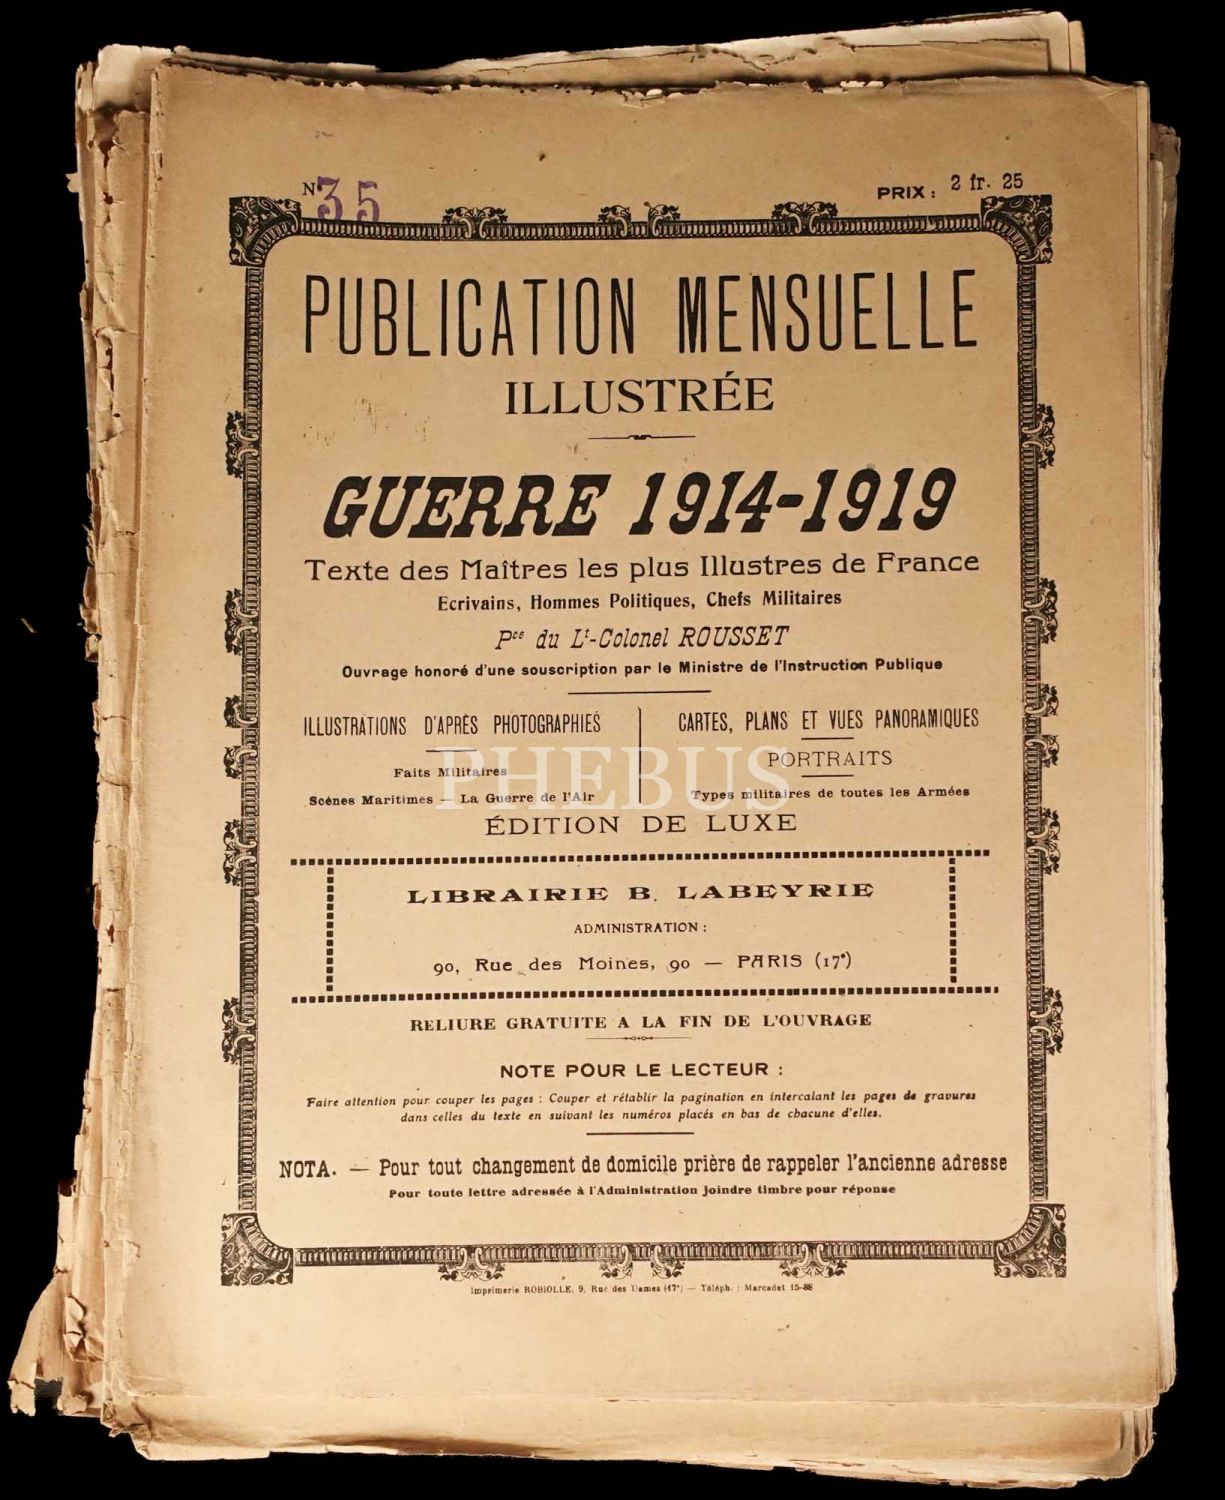 N° 35
PRIX : 2 fr. 25
PUBLICATION MENSUELLE
ILLUSTRÉE
GUERRE 1914-1919
Texte des Maîtres les plus Illustres de France
Ecrivains, Hommes Politiques, Chefs Militaires
Pce du Lt-Colonel ROUSSET
Ouvrage honoré d'une souscription par le Ministre de l'Instruction Publique
ILLUSTRATIONS D'APRÈS PHOTOGRAPHIES
Faits Militaires
Scènes Maritimes — La Guerre de l'Air
CARTES, PLANS ET VUES PANORAMIQUES
PORTRAITS
Types militaires de toutes les Armées
PHEBUS
ÉDITION DE LUXE
LIBRAIRIE B. LABEYRIE
ADMINISTRATION :
90, Rue des Moines, 90 — PARIS (17e)
RELIURE GRATUITE A LA FIN DE L'OUVRAGE
NOTE POUR LE LECTEUR :
Faire attention pour couper les pages : Couper et rétablir la pagination en intercalant les pages de gravures
dans celles du texte en suivant les numéros placés en bas de chacune d'elles.
NOTA. — Pour tout changement de domicile prière de rappeler l'ancienne adresse
Pour toute lettre adressée à l'Administration joindre timbre pour réponse
Imprimerie ROBIOLLE, 9, Rue des Dames (17e) — Téléph. : Marcadet 15-88